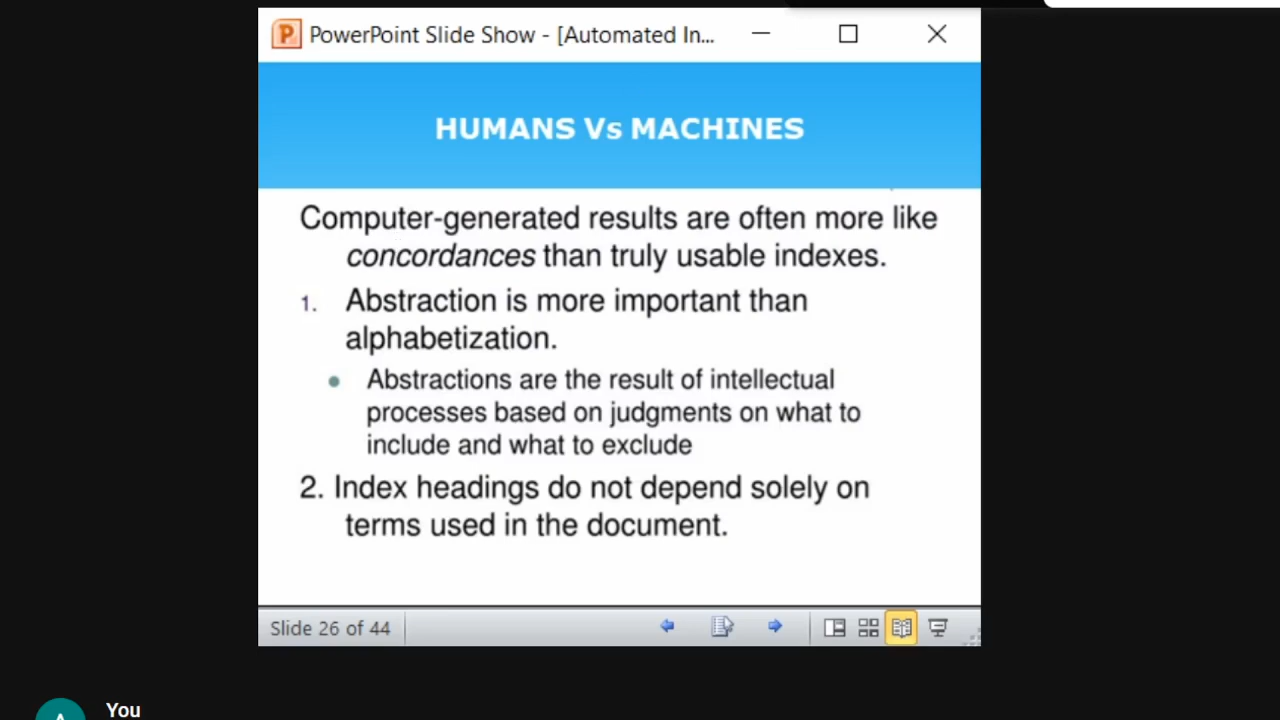 PowerPoint Slide Show - [Automated In...
HUMANS Vs MACHINES
Computer-generated results are often more like
concordances than truly usable indexes.
1. Abstraction is more important than
alphabetization.
• Abstractions are the result of intellectual
processes based on judgments on what to
include and what to exclude
2. Index headings do not depend solely on
terms used in the document.
Slide 26 of 44
You